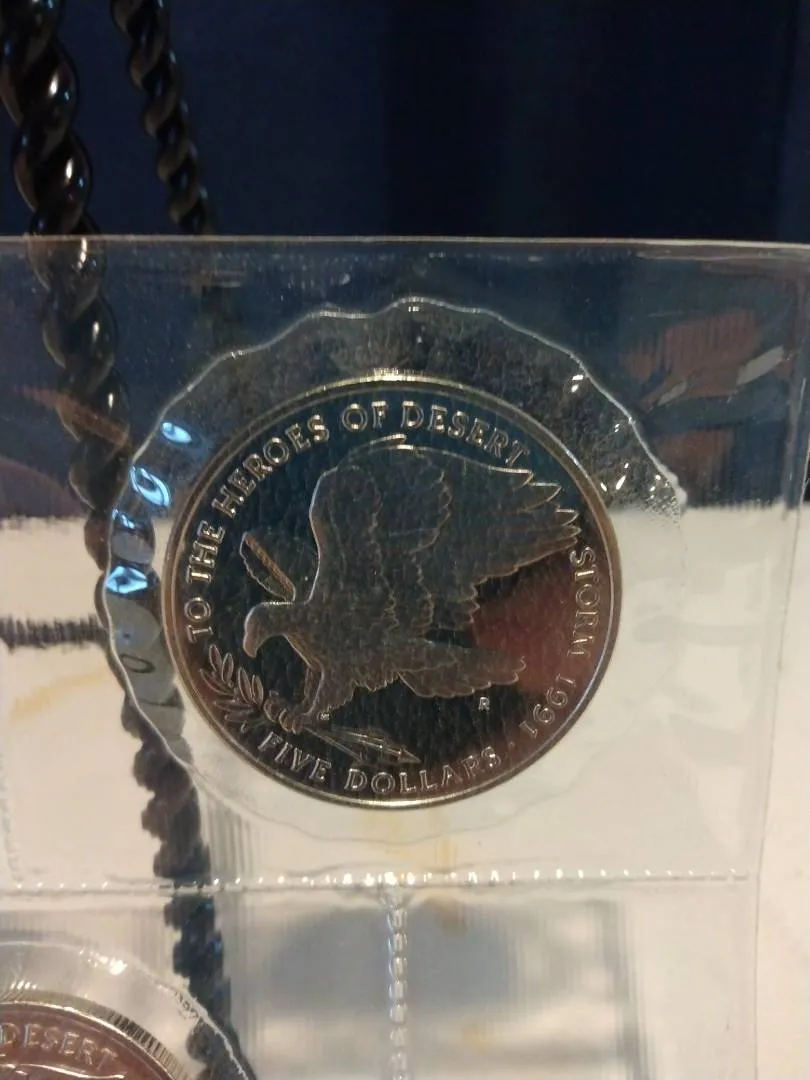 TO THE HEROES OF DESERT STORM 1991 ·
FIVE DOLLARS
R
DESERT